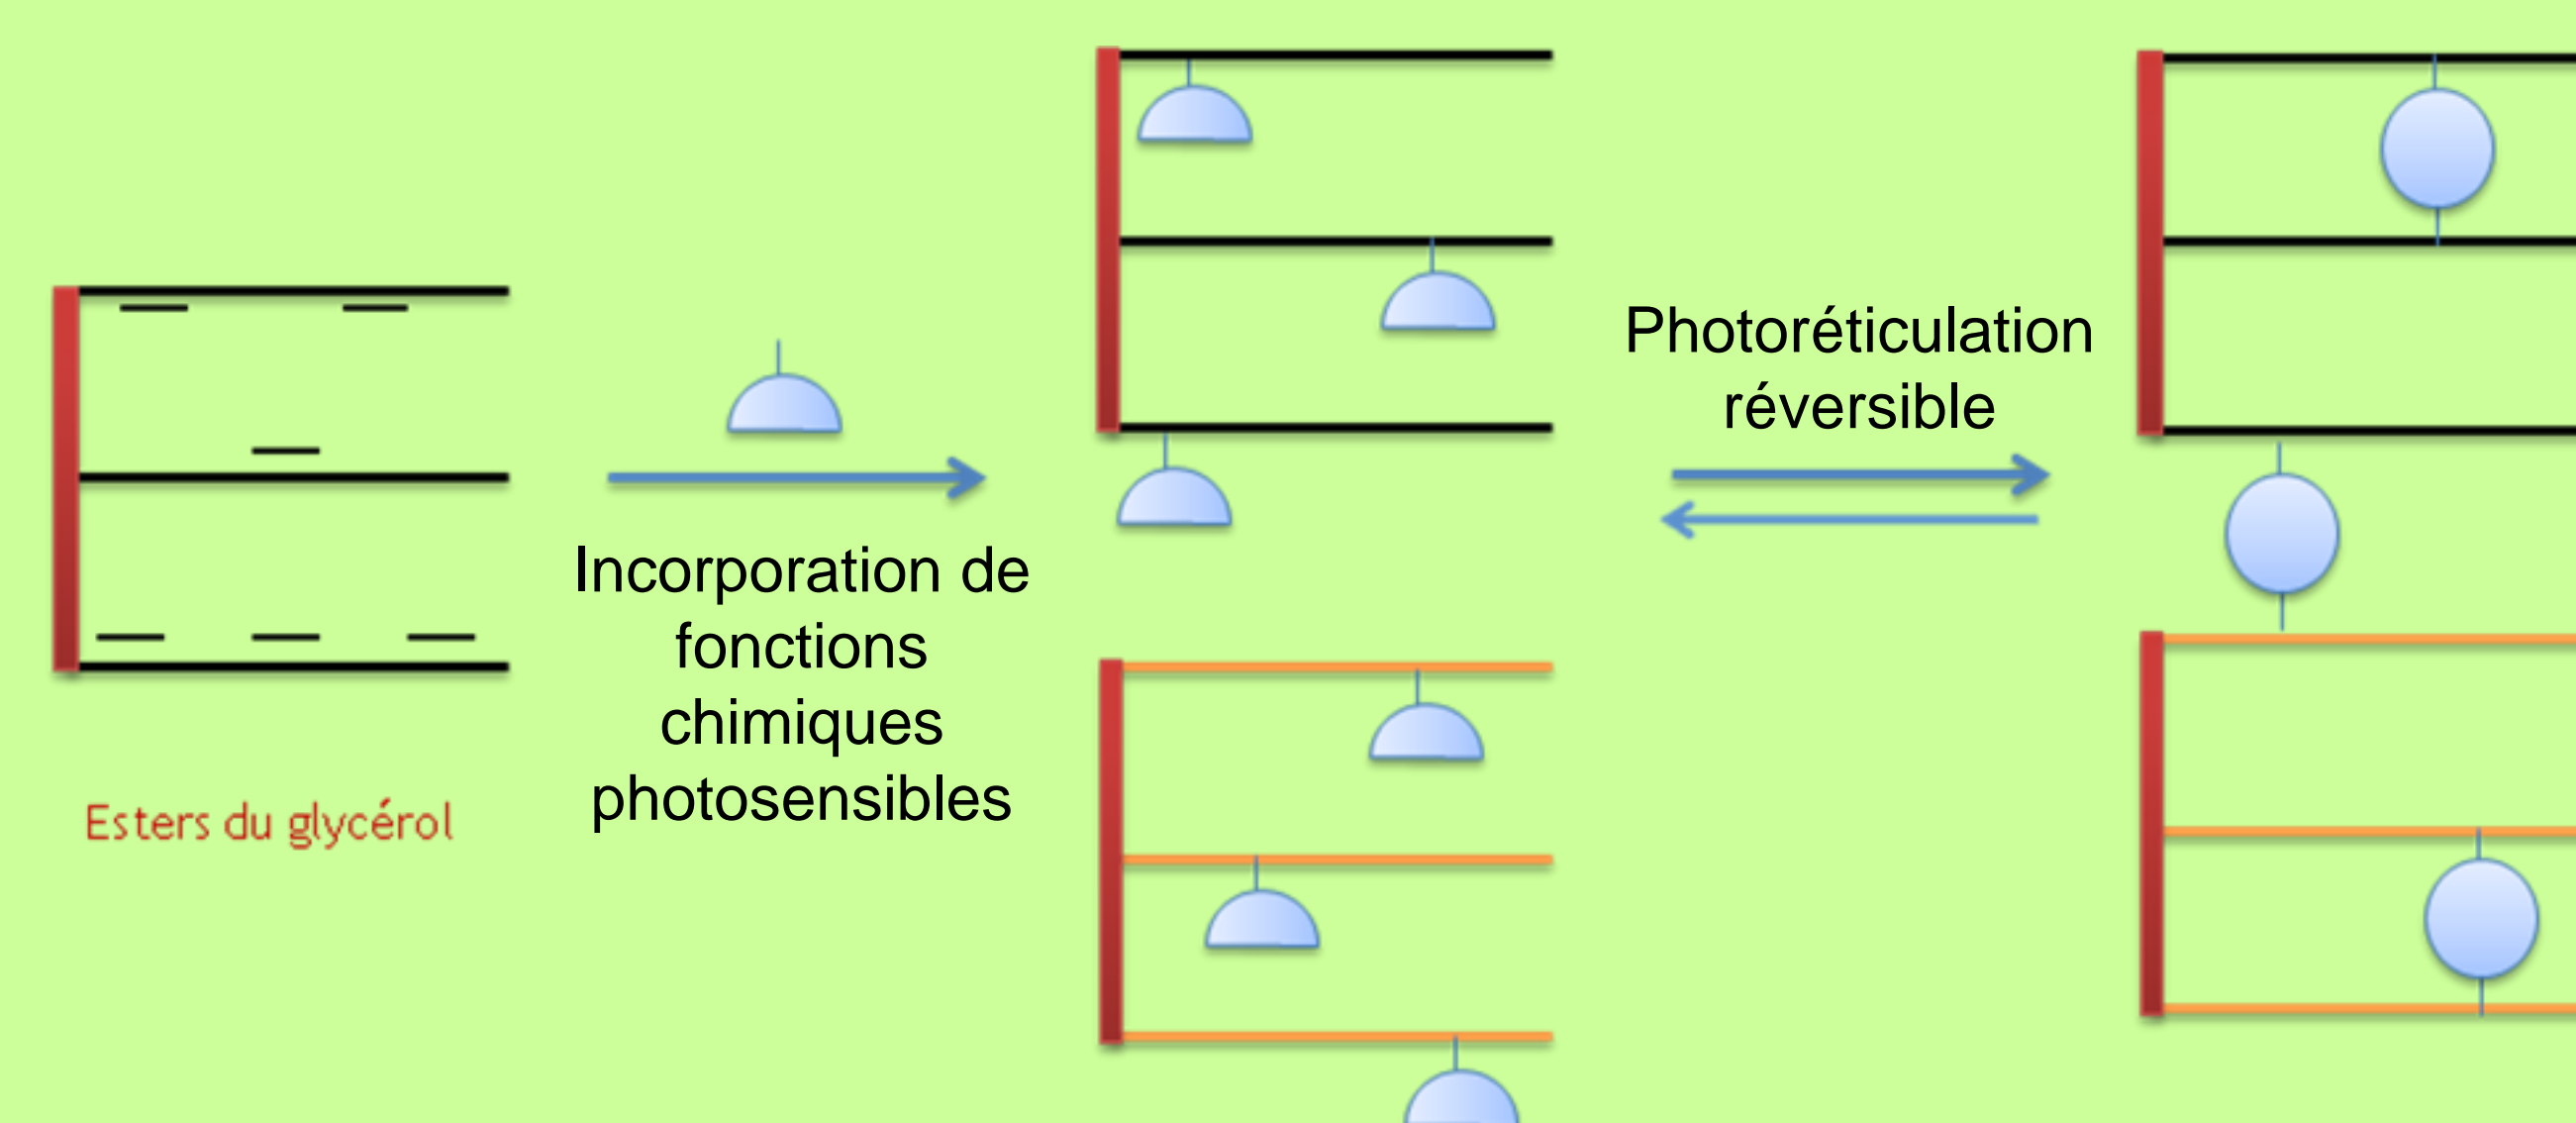 Photoréticulation
réversible
Incorporation de
fonctions
chimiques
photosensibles
Esters du glycérol